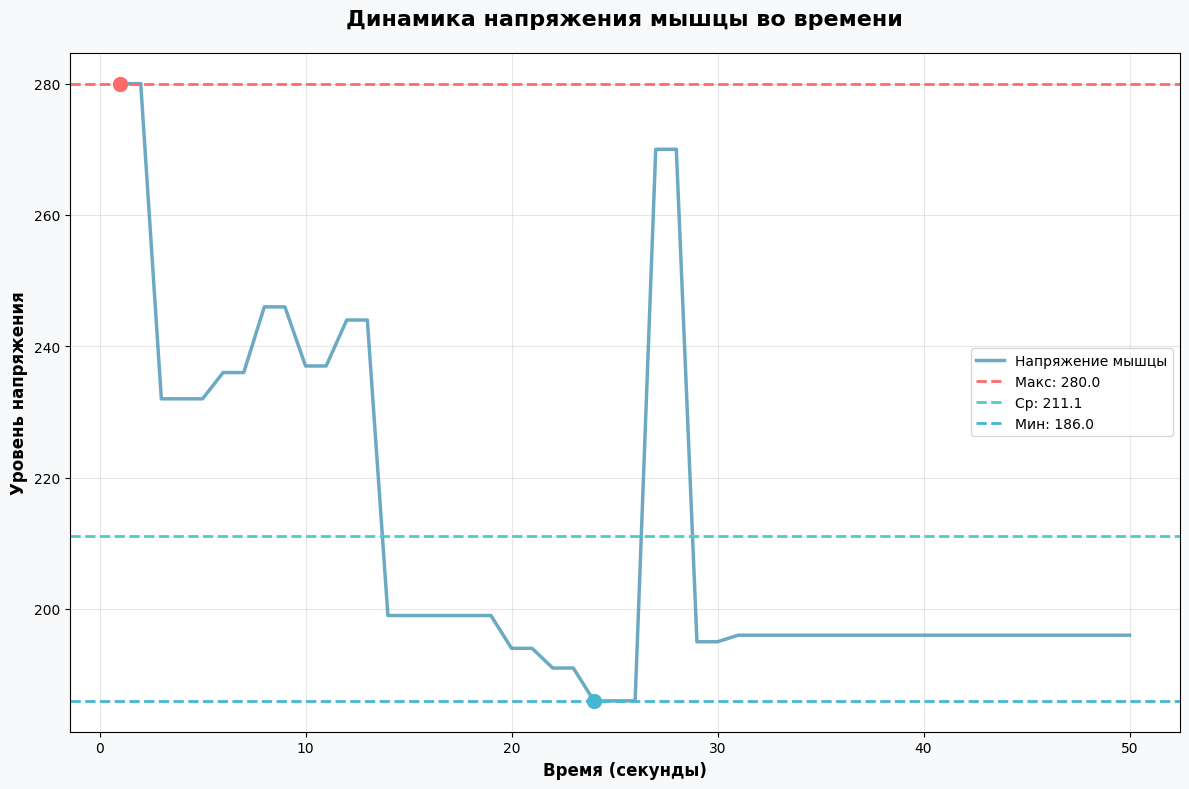 Динамика напряжения мышцы во времени
Уровень напряжения
280
260
240
220
200
Напряжение мышцы
Макс: 280.0
Ср: 211.1
Мин: 186.0
0 10 20 30 40 50
Время (секунды)